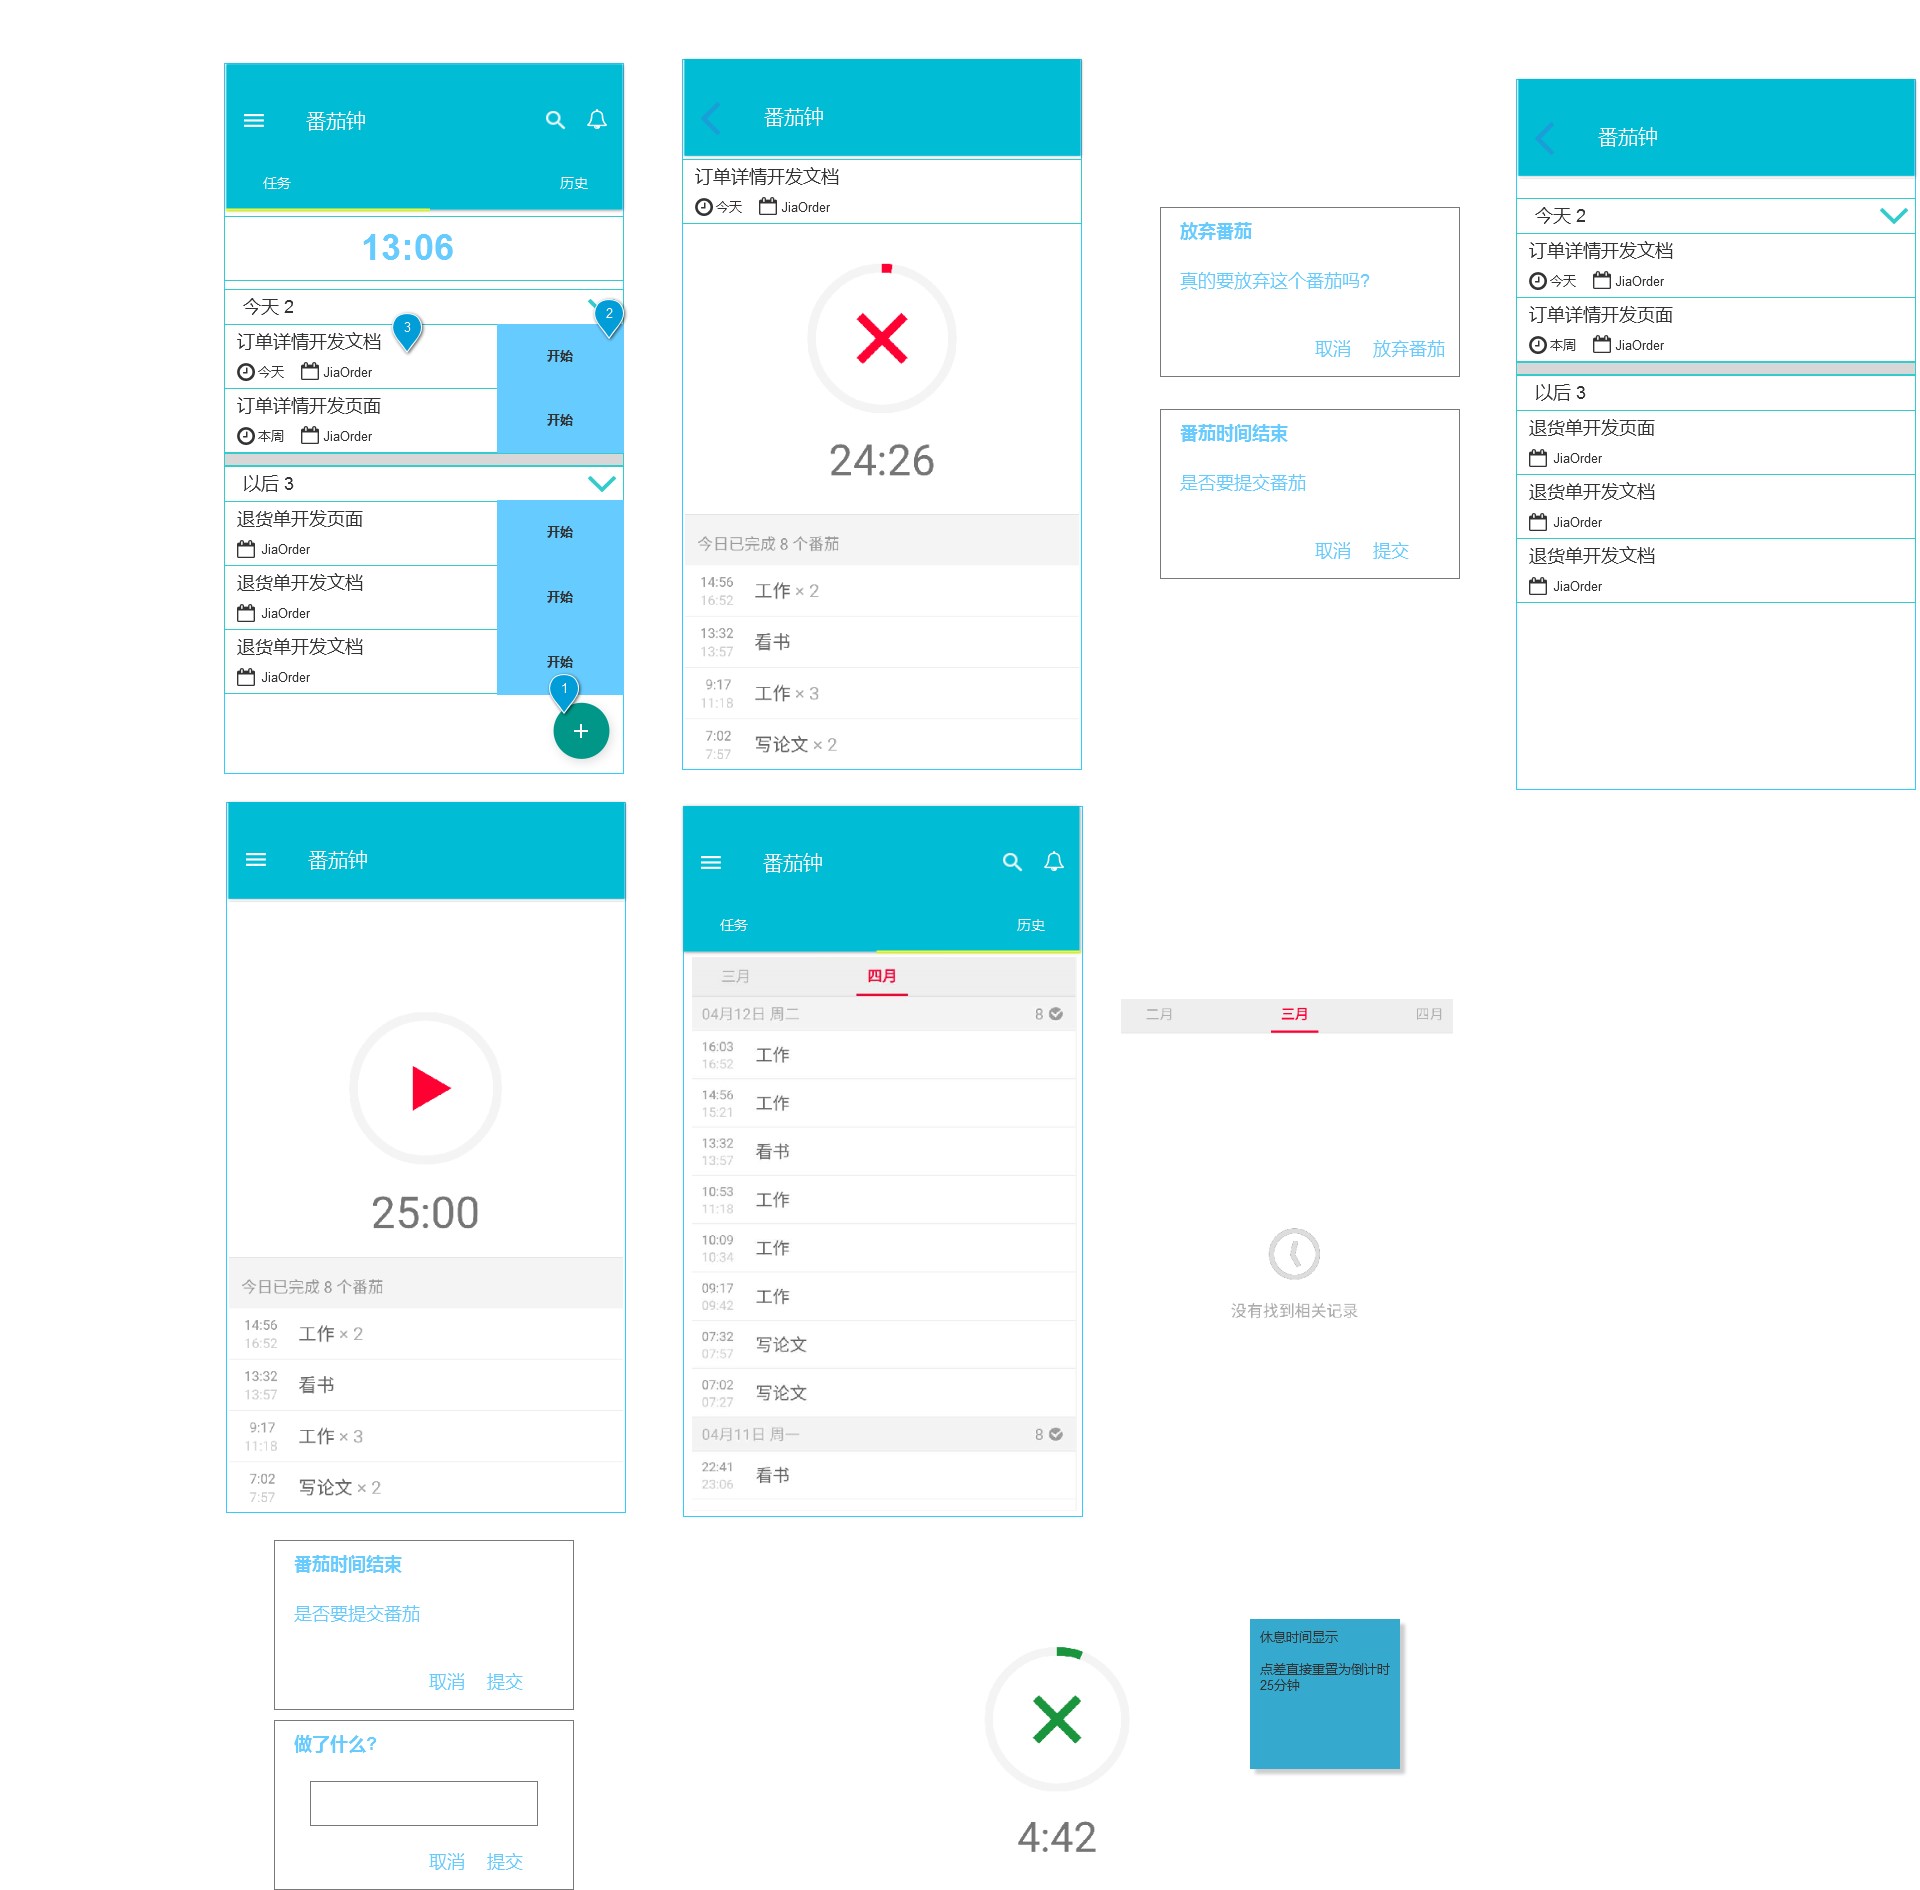 番茄钟
任务 历史
13:06
今天 2
2
3
订单详情开发文档
今天 JiaOrder
开始
订单详情开发页面
本周 JiaOrder
开始
以后 3
退货单开发页面
JiaOrder
开始
退货单开发文档
JiaOrder
开始
退货单开发文档
JiaOrder
开始
1
番茄钟
订单详情开发文档
今天 JiaOrder
24:26
今日已完成 8 个番茄
14:56
16:52
工作 × 2
13:32
13:57
看书
9:17
11:18
工作 × 3
7:02
7:57
写论文 × 2
放弃番茄
真的要放弃这个番茄吗?
取消 放弃番茄
番茄时间结束
是否要提交番茄
取消 提交
番茄钟
今天 2
订单详情开发文档
今天 JiaOrder
订单详情开发页面
本周 JiaOrder
以后 3
退货单开发页面
JiaOrder
退货单开发文档
JiaOrder
退货单开发文档
JiaOrder
番茄钟
25:00
今日已完成 8 个番茄
14:56
16:52
工作 × 2
13:32
13:57
看书
9:17
11:18
工作 × 3
7:02
7:57
写论文 × 2
番茄钟
任务 历史
三月 四月
04月12日 周二 8
16:03
16:52
工作
14:56
15:21
工作
13:32
13:57
看书
10:53
11:18
工作
10:09
10:34
工作
09:17
09:42
工作
07:32
07:57
写论文
07:02
07:27
写论文
04月11日 周一 8
22:41
23:06
看书
二月 三月 四月
没有找到相关记录
番茄时间结束
是否要提交番茄
取消 提交
做了什么?
取消 提交
4:42
休息时间显示
点差直接重置为倒计时
25分钟